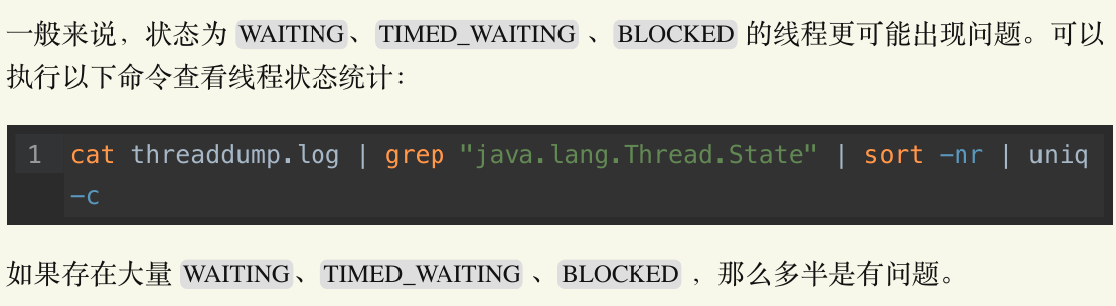 一般来说，状态为 WAITING、TIMED_WAITING 、BLOCKED 的线程更可能出现问题。可以
执行以下命令查看线程状态统计：
1 cat threaddump.log | grep "java.lang.Thread.State" | sort -nr | uniq
-c
如果存在大量 WAITING、TIMED_WAITING 、BLOCKED ，那么多半是有问题。